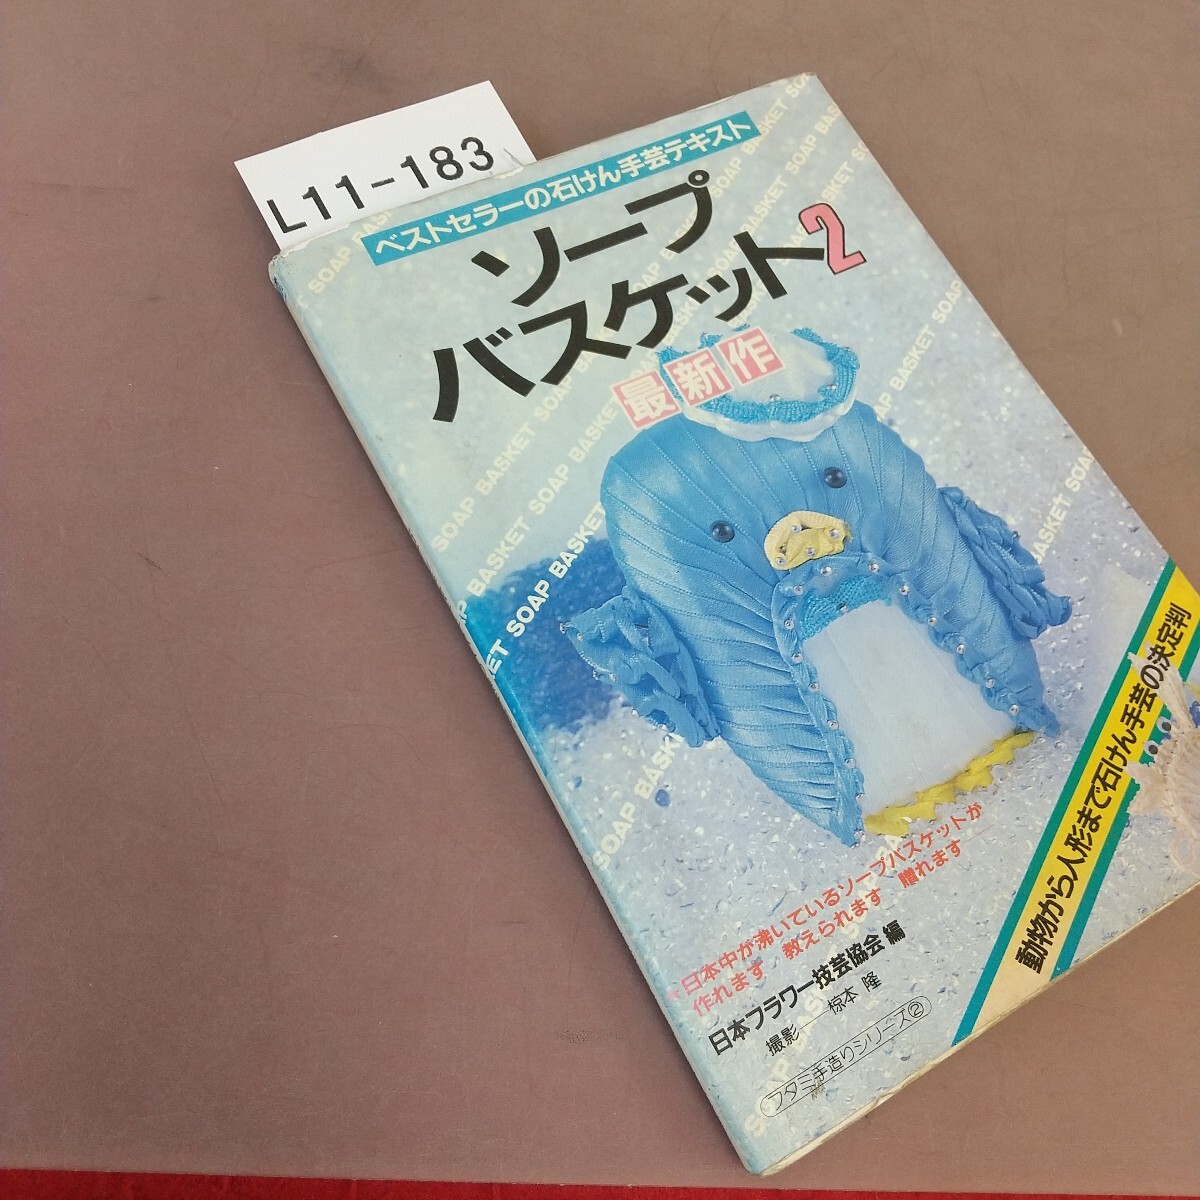 L11-183
ベストセラーの石けん手芸テキスト
ソープ
バスケット2
最新作
SOAP BASKET SOAP BASKET SOAP BASKET
動物から人形まで石けん手芸の決定判
日本中が沸いているソープバスケットが
作れます 教えられます 贈れます
日本フラワー技芸協会 編
撮影──椋本 隆
フタミ手造りシリーズ②